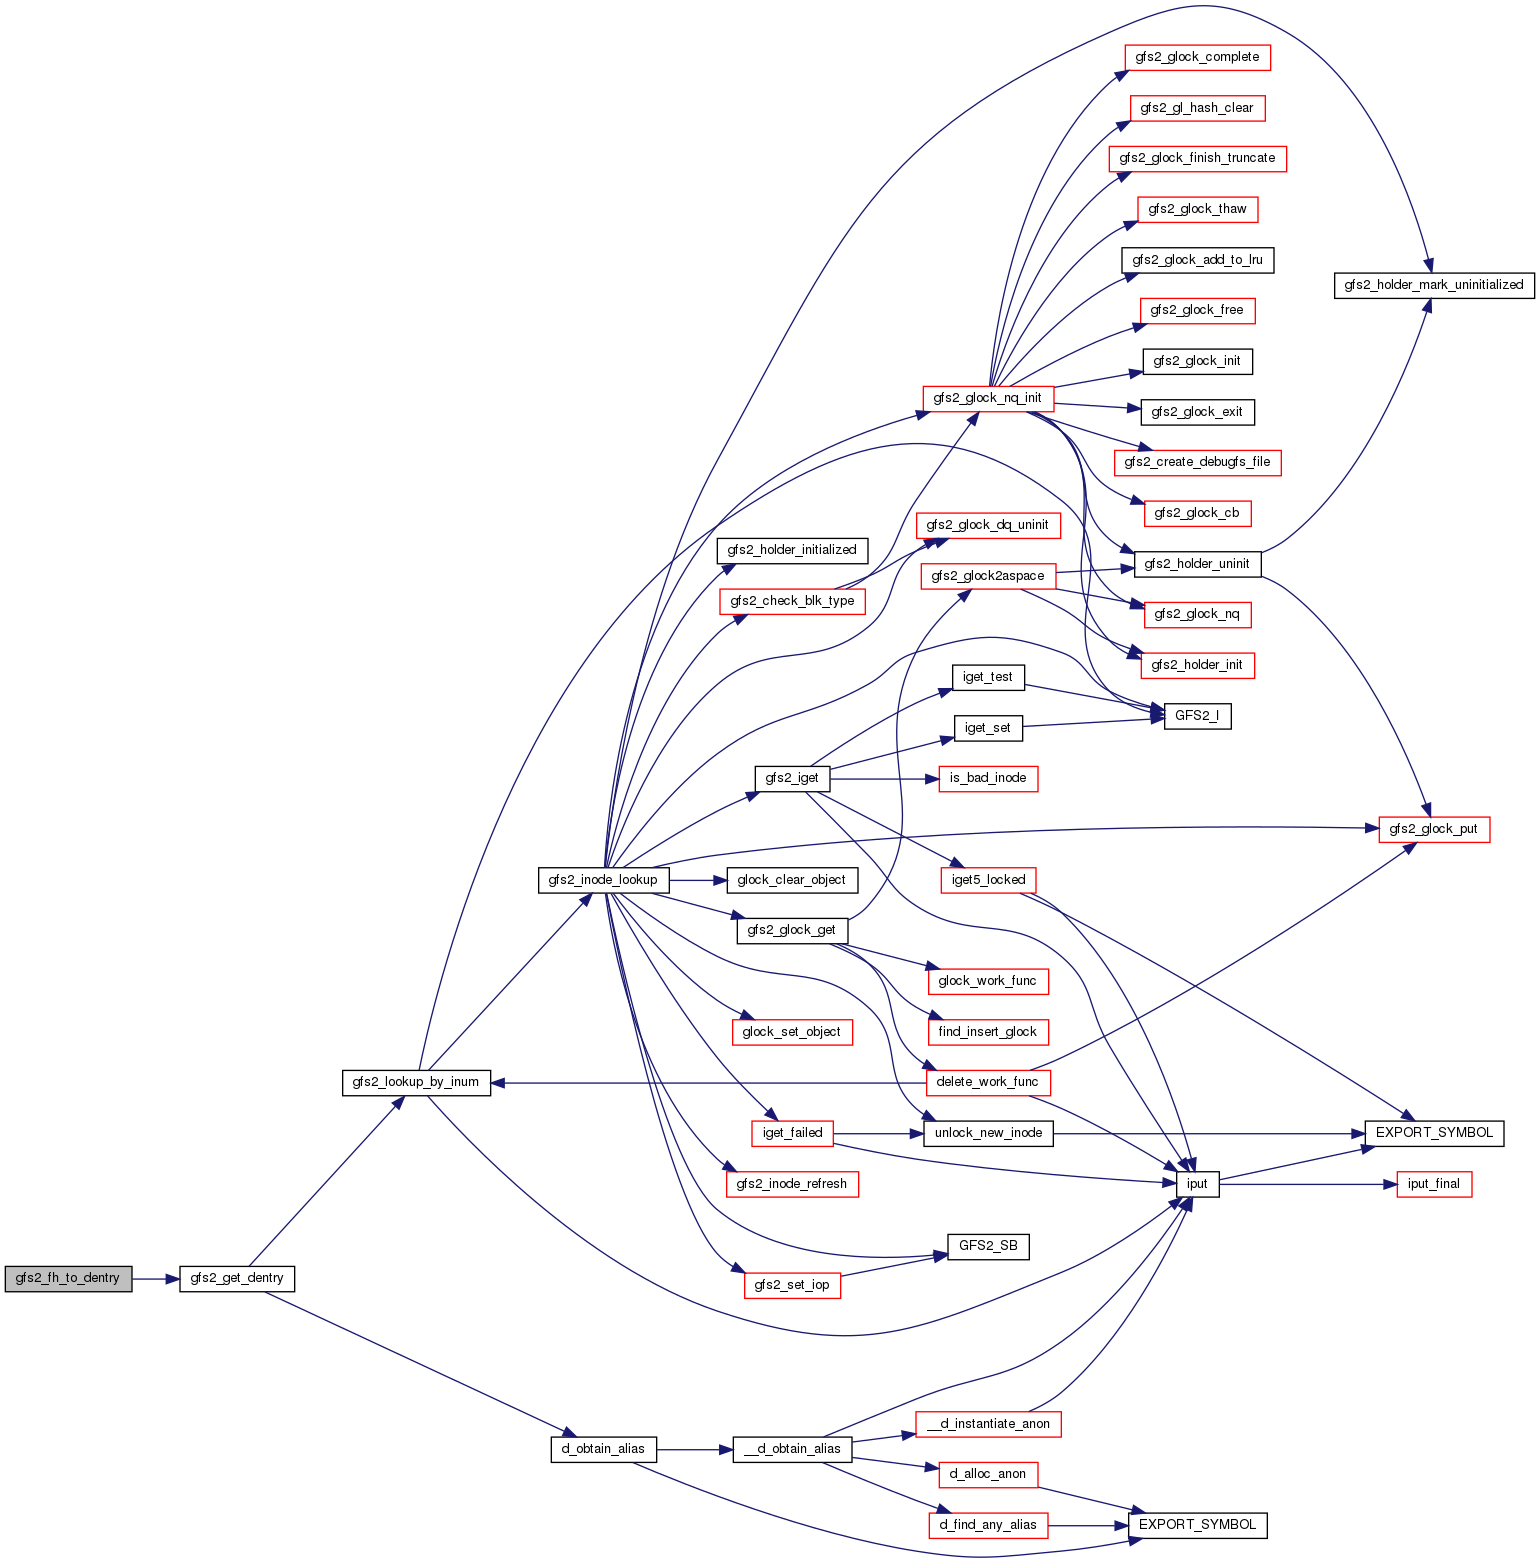 gfs2_glock_complete
gfs2_gl_hash_clear
gfs2_glock_finish_truncate
gfs2_glock_thaw
gfs2_glock_add_to_lru
gfs2_holder_mark_uninitialized
gfs2_glock_free
gfs2_glock_init
gfs2_glock_nq_init
gfs2_glock_exit
gfs2_create_debugfs_file
gfs2_glock_cb
gfs2_glock_dq_uninit
gfs2_holder_initialized
gfs2_holder_uninit
gfs2_glock2aspace
gfs2_check_blk_type
gfs2_glock_nq
gfs2_holder_init
iget_test
GFS2_I
iget_set
gfs2_iget
is_bad_inode
gfs2_glock_put
gfs2_inode_lookup
glock_clear_object
iget5_locked
gfs2_glock_get
glock_work_func
glock_set_object
find_insert_glock
gfs2_lookup_by_inum
delete_work_func
iget_failed
unlock_new_inode
EXPORT_SYMBOL
gfs2_inode_refresh
iput
iput_final
GFS2_SB
gfs2_fh_to_dentry
gfs2_get_dentry
gfs2_set_iop
__d_instantiate_anon
d_obtain_alias
__d_obtain_alias
d_alloc_anon
d_find_any_alias
EXPORT_SYMBOL